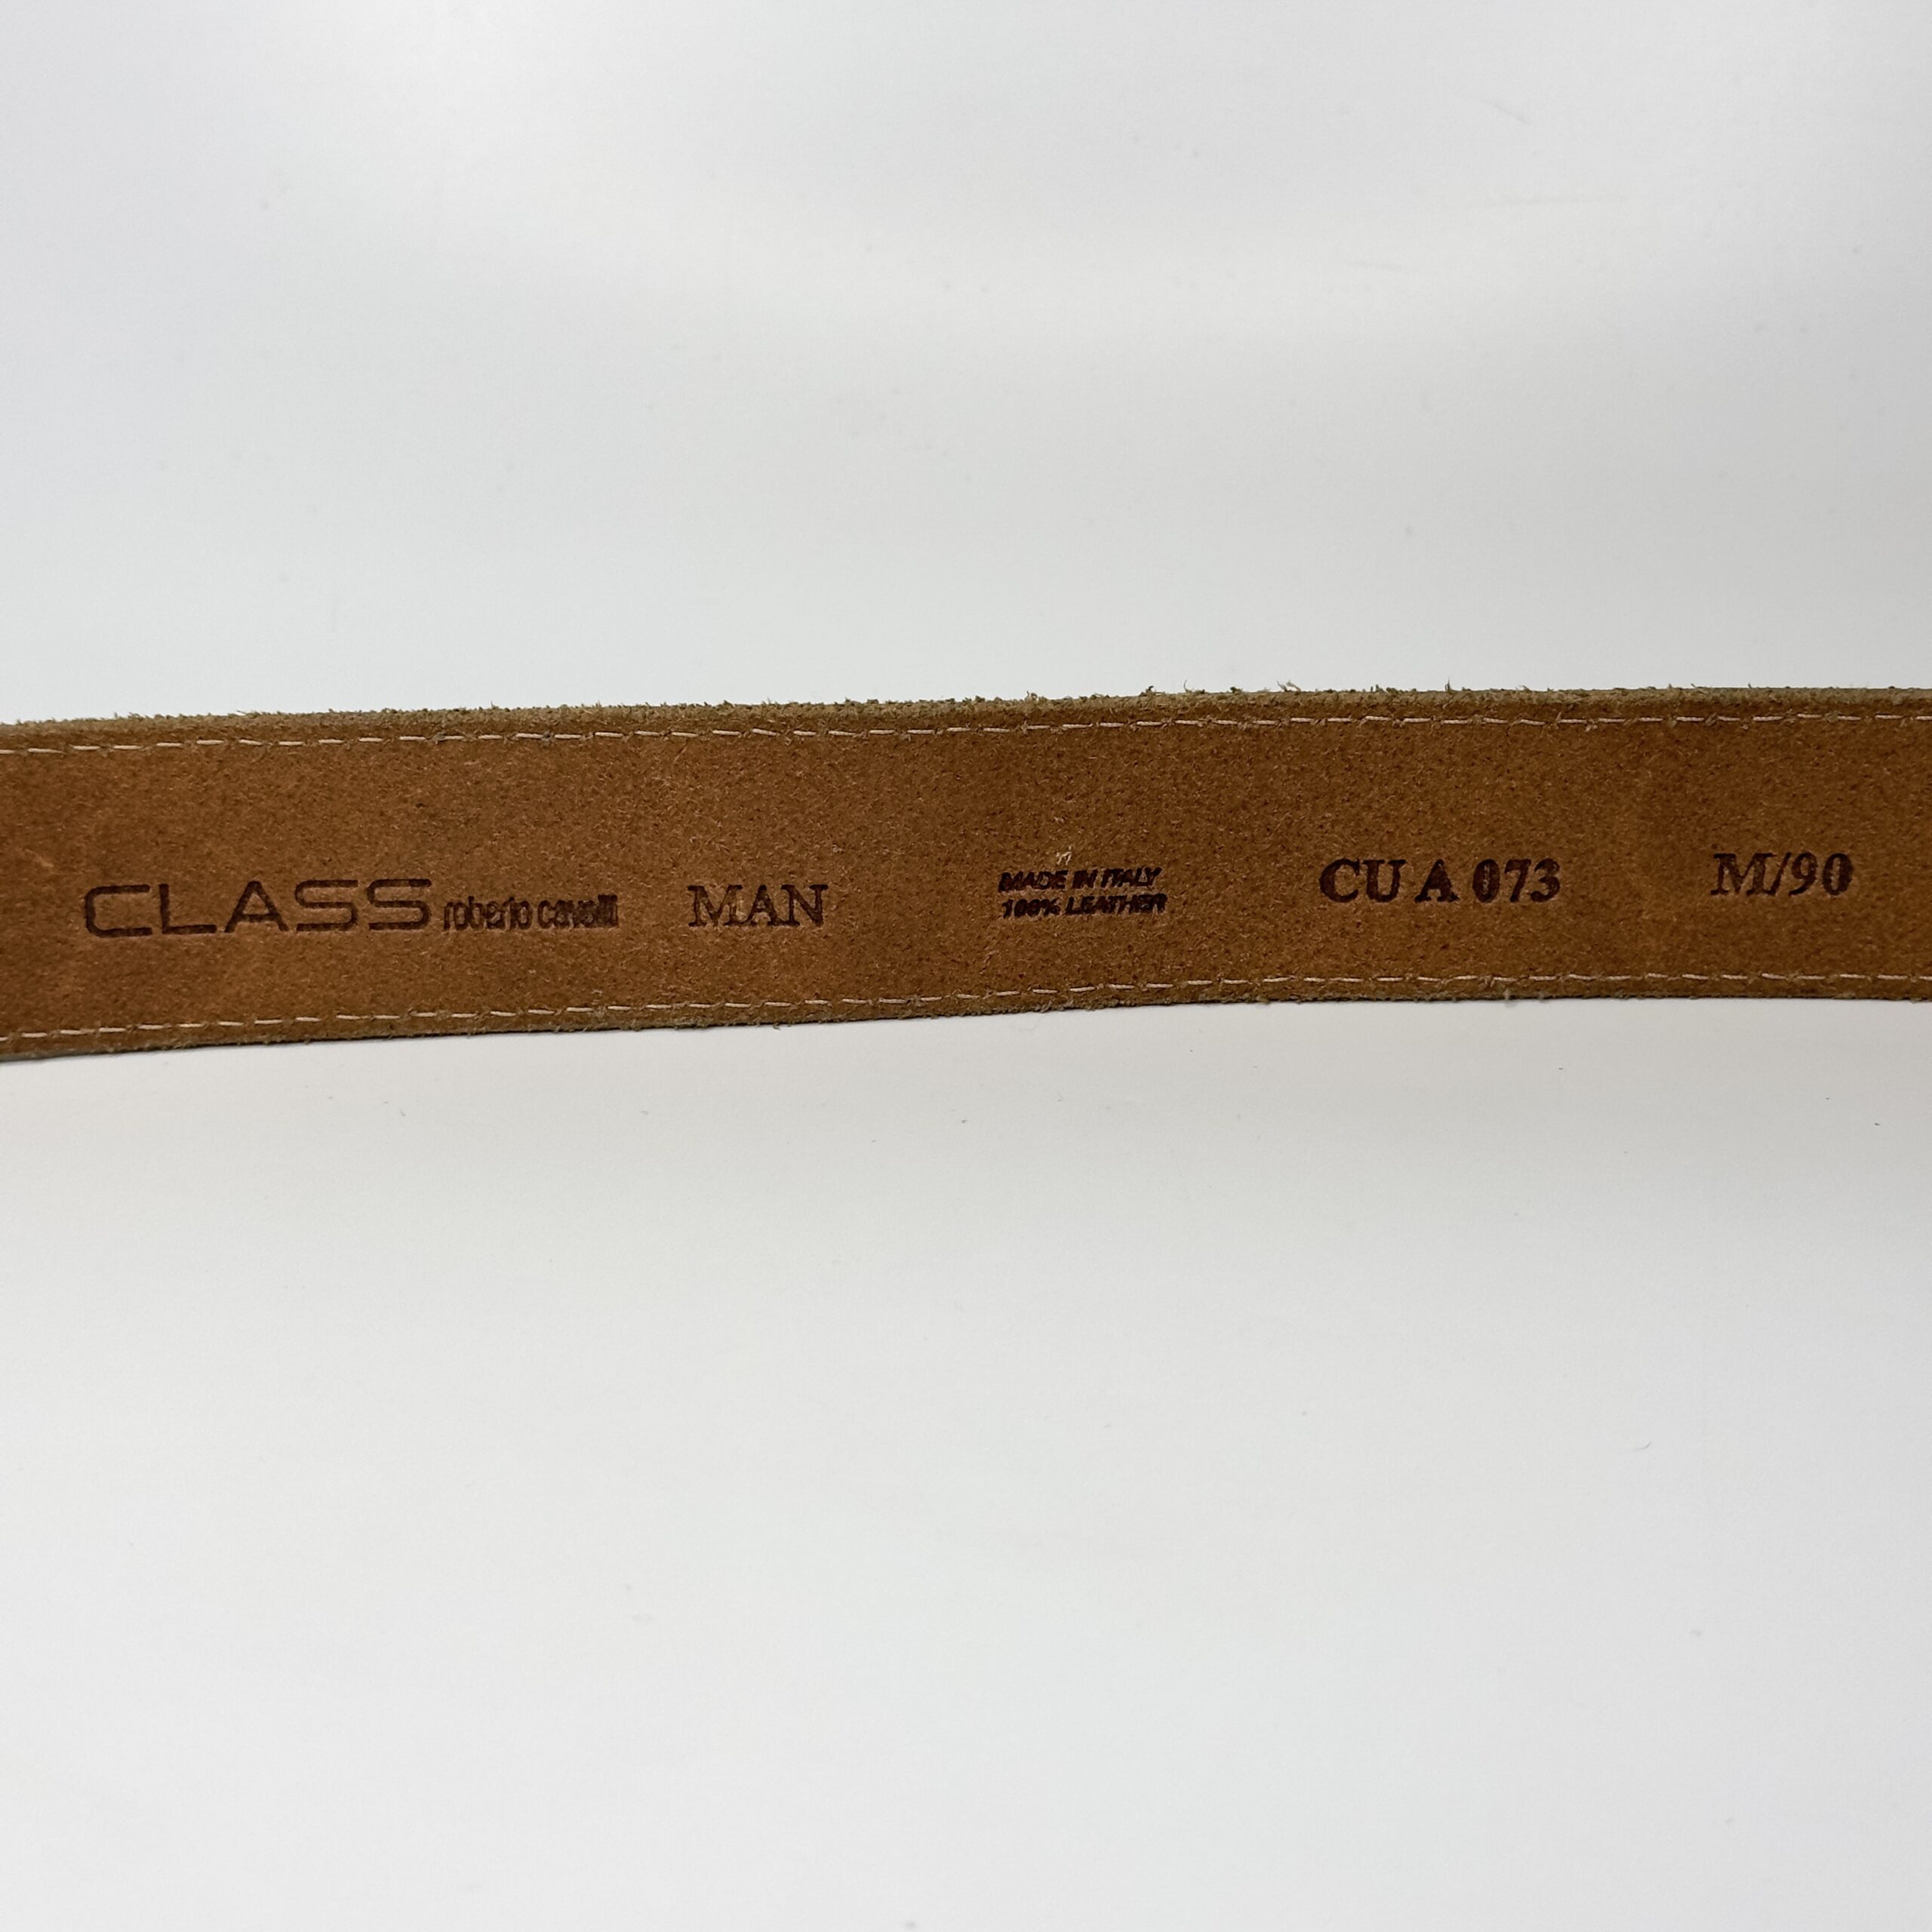 CLASS roberto cavalli MAN
MADE IN ITALY
100% LEATHER
CU A 073
M/90